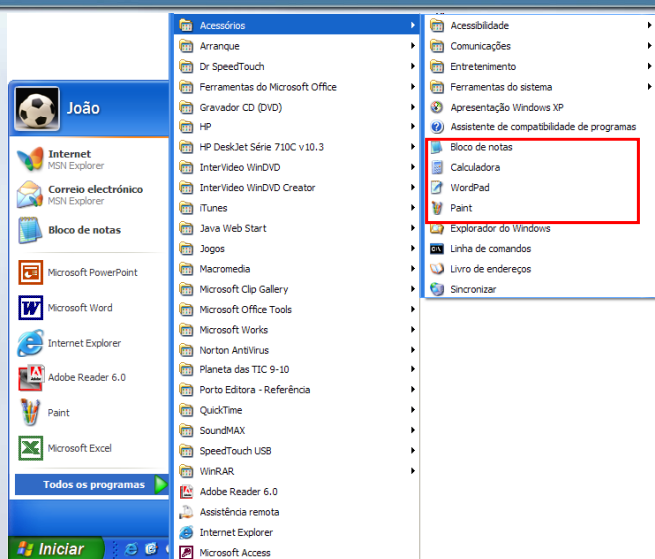 João
Internet
MSN Explorer
Correio electrónico
MSN Explorer
Bloco de notas
Microsoft PowerPoint
Microsoft Word
Internet Explorer
Adobe Reader 6.0
Paint
Microsoft Excel
Todos os programas
Iniciar
Acessórios
Arranque
Dr SpeedTouch
Ferramentas do Microsoft Office
Gravador CD (DVD)
HP
HP DeskJet Série 710C v10.3
InterVideo WinDVD
InterVideo WinDVD Creator
iTunes
Java Web Start
Jogos
Macromedia
Microsoft Clip Gallery
Microsoft Office Tools
Microsoft Works
Norton AntiVirus
Planeta das TIC 9-10
Porto Editora - Referência
QuickTime
SoundMAX
SpeedTouch USB
WinRAR
Adobe Reader 6.0
Assistência remota
Internet Explorer
Microsoft Access
Acessibilidade
Comunicações
Entretenimento
Ferramentas do sistema
Apresentação Windows XP
Assistente de compatibilidade de programas
Bloco de notas
Calculadora
WordPad
Paint
Explorador do Windows
Linha de comandos
Livro de endereços
Sincronizar